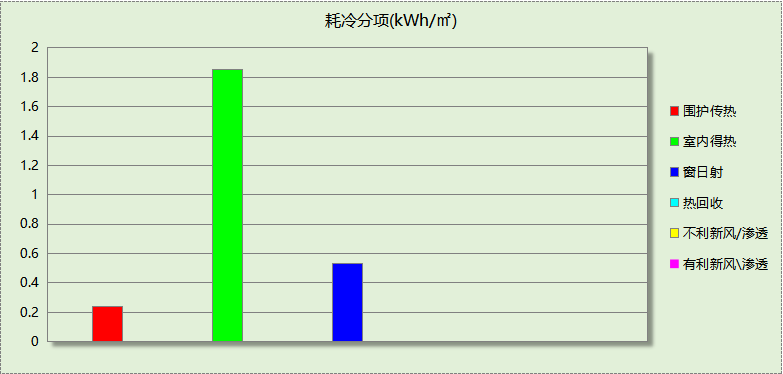 耗冷分项(kWh/㎡)
2
1.8
1.6
1.4
1.2
1
0.8
0.6
0.4
0.2
0
围护传热
室内得热
窗日射
热回收
不利新风/渗透
有利新风\渗透